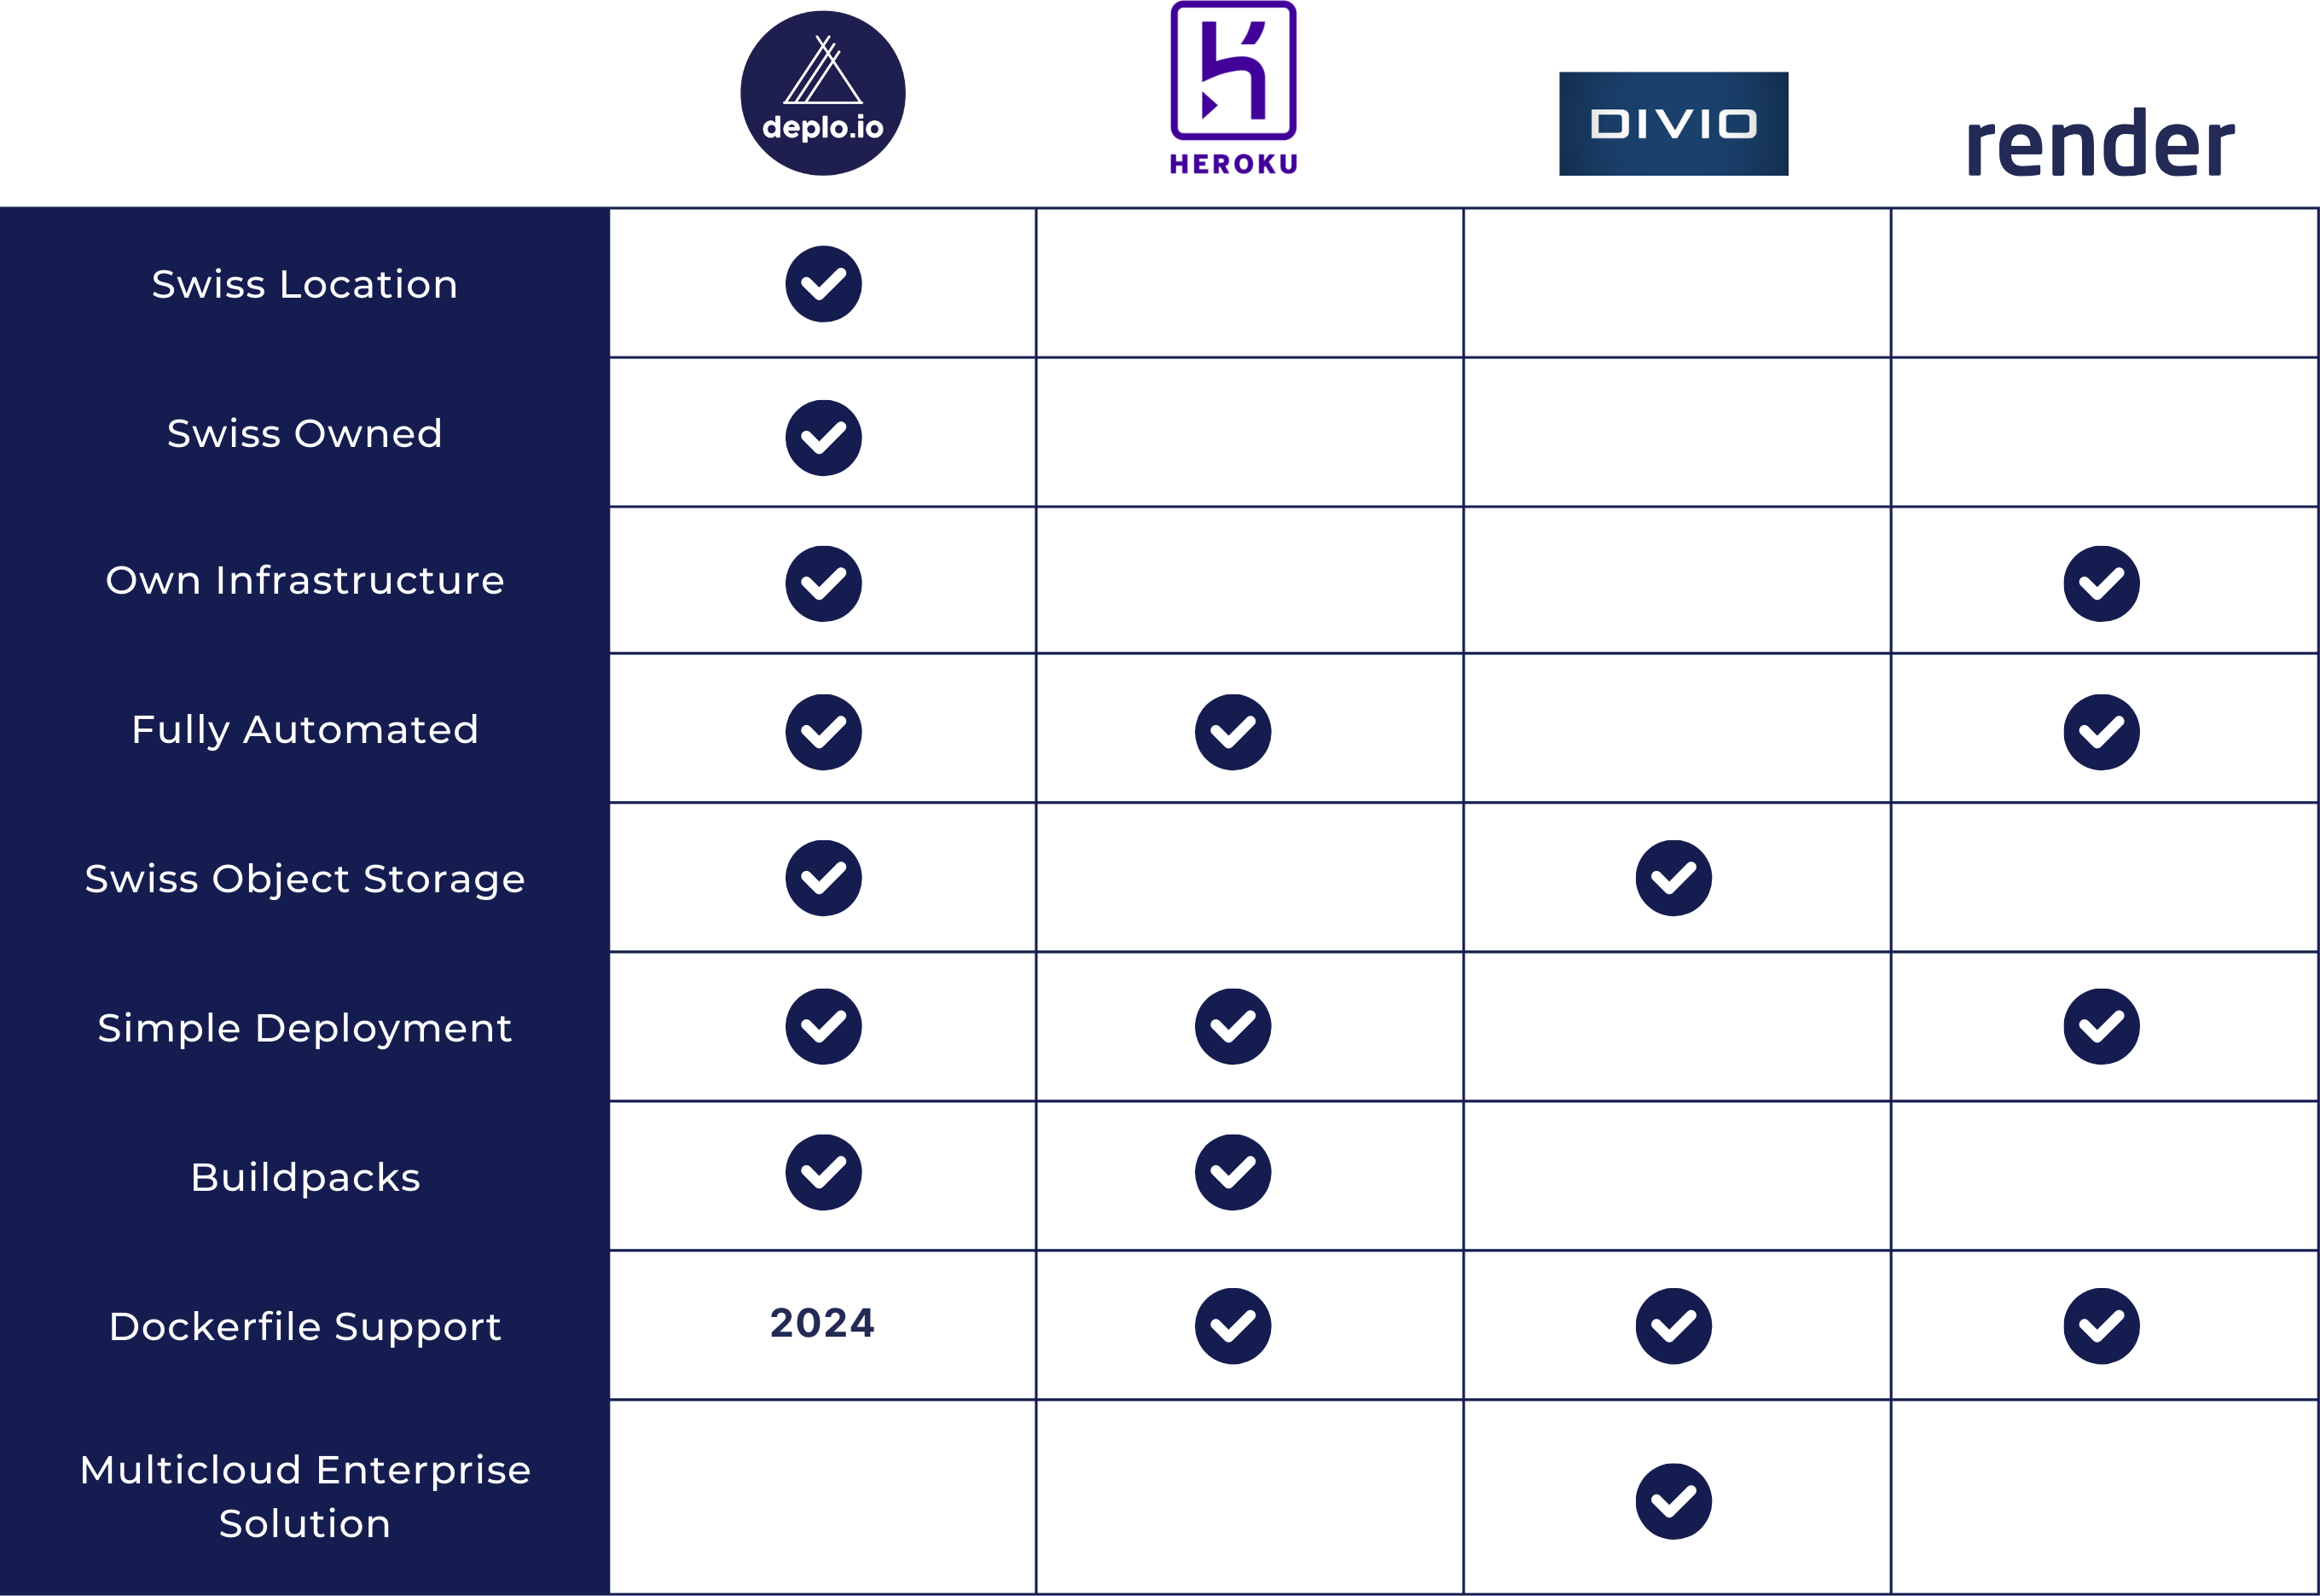 deplo.io
HEROKU
DIVIO
render
Swiss Location
Swiss Owned
Own Infrastructure
Fully Automated
Swiss Object Storage
Simple Deployment
Buildpacks
Dockerfile Support
2024
Multicloud Enterprise
Solution